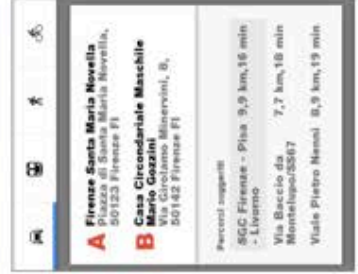 A Firenze Santa Maria Novella
Piazza di Santa Maria Novella,
50123 Firenze FI
B Casa Circondariale Maschile
Mario Gozzini
Via Girolamo Minervini, 8,
50142 Firenze FI
Percorsi suggeriti
SGC Firenze - Pisa 9,9 km, 16 min
- Livorno
Via Baccio da 7,7 km, 18 min
Montelupo/SS67
Viale Pietro Nenni 8,9 km, 19 min